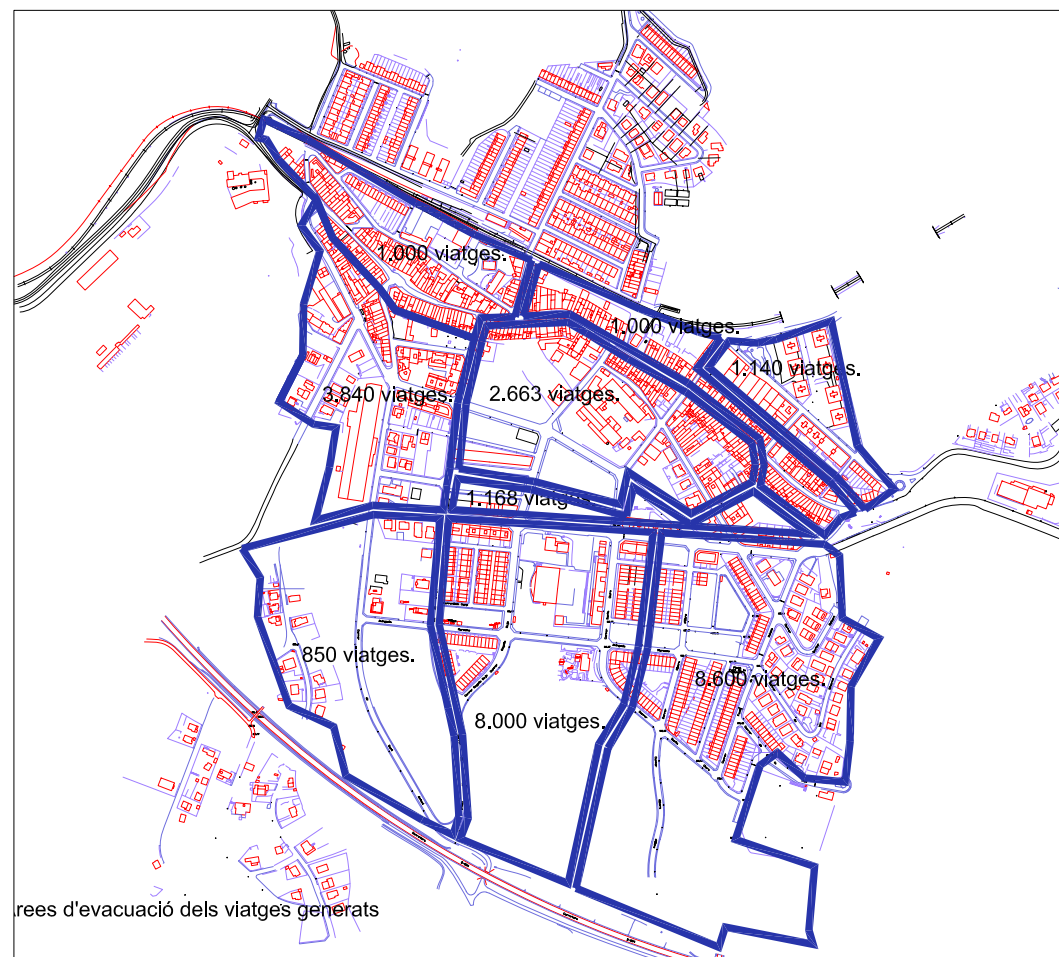 1.000 viatges.
1.000 viatges.
1.140 viatges.
3.840 viatges.
2.663 viatges.
1.168 viatges.
850 viatges.
8.600 viatges.
8.000 viatges.
rees d'evacuació dels viatges generats